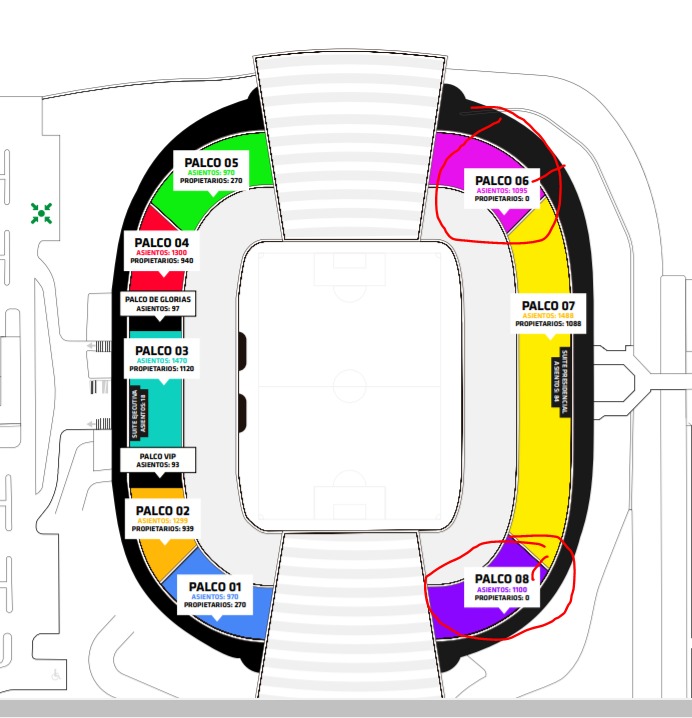 PALCO 05
ASIENTOS: 970
PROPIETARIOS: 270
PALCO 06
ASIENTOS: 1095
PROPIETARIOS: 0
PALCO 04
ASIENTOS: 1300
PROPIETARIOS: 940
PALCO DE GLORIAS
ASIENTOS: 97
PALCO 07
ASIENTOS: 1488
PROPIETARIOS: 1088
PALCO 03
ASIENTOS: 1470
PROPIETARIOS: 1120
SUITE PRESIDENCIAL
ASIENTOS: 84
SUITE EJECUTIVA
ASIENTOS: 18
PALCO VIP
ASIENTOS: 93
PALCO 02
ASIENTOS: 1299
PROPIETARIOS: 939
PALCO 01
ASIENTOS: 970
PROPIETARIOS: 270
PALCO 08
ASIENTOS: 1100
PROPIETARIOS: 0